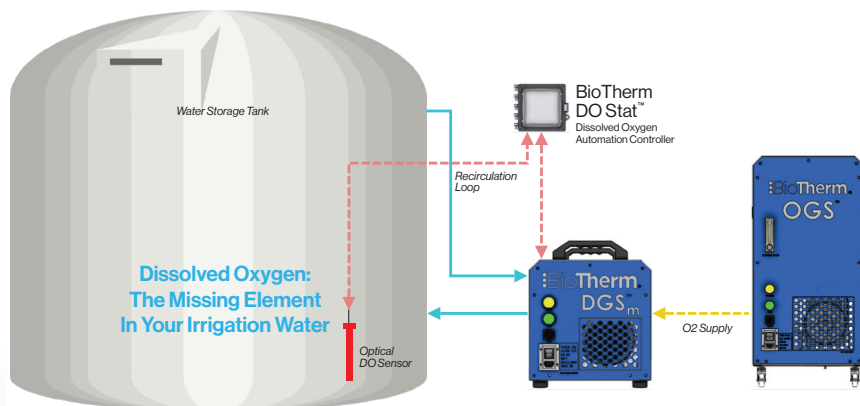 Water Storage Tank
BioTherm
DO Stat™
Dissolved Oxygen
Automation Controller
Recirculation
Loop
BioTherm
OGS™
Dissolved Oxygen:
The Missing Element
In Your Irrigation Water
BioTherm
DGSm
O2 Supply
Optical
DO Sensor